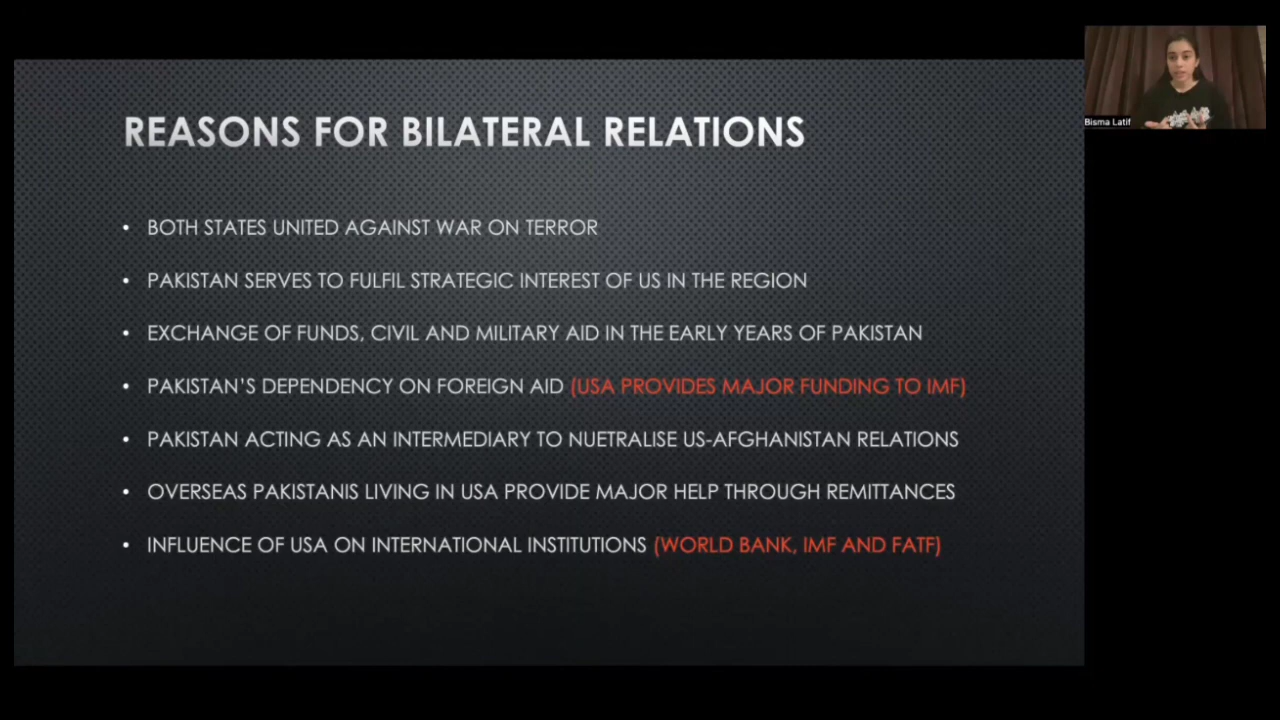 REASONS FOR BILATERAL RELATIONS
• BOTH STATES UNITED AGAINST WAR ON TERROR
• PAKISTAN SERVES TO FULFIL STRATEGIC INTEREST OF US IN THE REGION
• EXCHANGE OF FUNDS, CIVIL AND MILITARY AID IN THE EARLY YEARS OF PAKISTAN
• PAKISTAN'S DEPENDENCY ON FOREIGN AID (USA PROVIDES MAJOR FUNDING TO IMF)
• PAKISTAN ACTING AS AN INTERMEDIARY TO NUETRALISE US-AFGHANISTAN RELATIONS
• OVERSEAS PAKISTANIS LIVING IN USA PROVIDE MAJOR HELP THROUGH REMITTANCES
• INFLUENCE OF USA ON INTERNATIONAL INSTITUTIONS (WORLD BANK, IMF AND FATF)
Bisma Latif